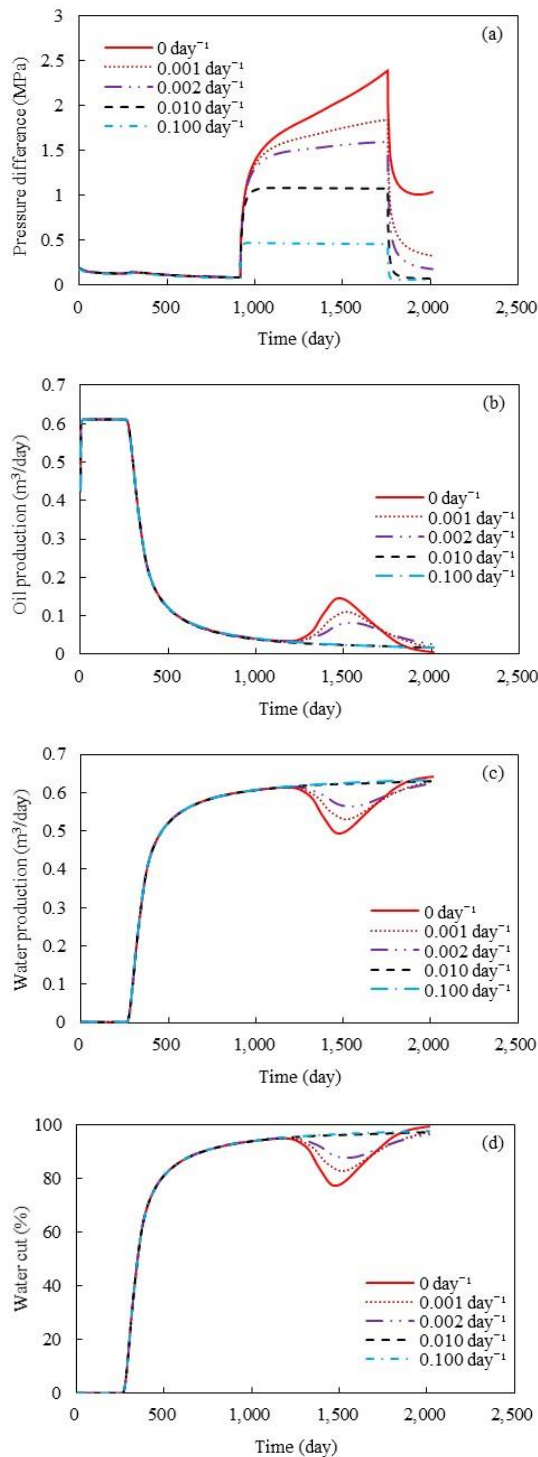 (a)
0 day⁻¹
0.001 day⁻¹
0.002 day⁻¹
0.010 day⁻¹
0.100 day⁻¹
Pressure difference (MPa)
3
2.5
2
1.5
1
0.5
0
0 500 1,000 1,500 2,000 2,500
Time (day)
(b)
0 day⁻¹
0.001 day⁻¹
0.002 day⁻¹
0.010 day⁻¹
0.100 day⁻¹
Oil production (m³/day)
0.7
0.6
0.5
0.4
0.3
0.2
0.1
0
0 500 1,000 1,500 2,000 2,500
Time (day)
(c)
0 day⁻¹
0.001 day⁻¹
0.002 day⁻¹
0.010 day⁻¹
0.100 day⁻¹
Water production (m³/day)
0.7
0.6
0.5
0.4
0.3
0.2
0.1
0
0 500 1,000 1,500 2,000 2,500
Time (day)
(d)
0 day⁻¹
0.001 day⁻¹
0.002 day⁻¹
0.010 day⁻¹
0.100 day⁻¹
Water cut (%)
100
80
60
40
20
0
0 500 1,000 1,500 2,000 2,500
Time (day)